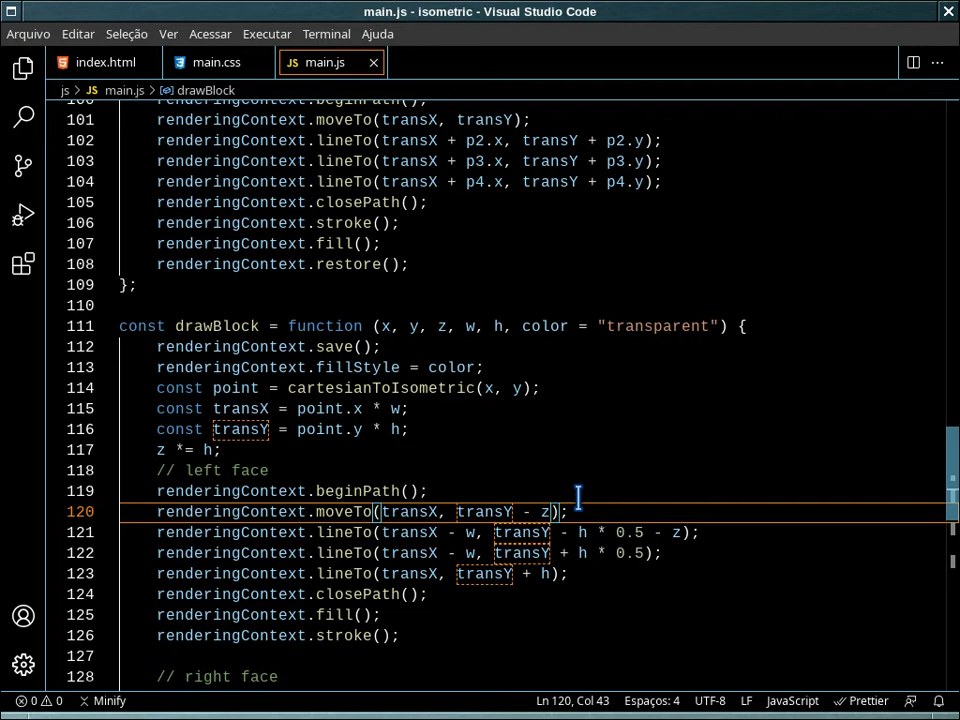 main.js - isometric - Visual Studio Code
Arquivo Editar Seleção Ver Acessar Executar Terminal Ajuda
index.html main.css JS main.js
js > JS main.js > drawBlock
100 renderingContext.beginPath();
101 renderingContext.moveTo(transX, transY);
102 renderingContext.lineTo(transX + p2.x, transY + p2.y);
103 renderingContext.lineTo(transX + p3.x, transY + p3.y);
104 renderingContext.lineTo(transX + p4.x, transY + p4.y);
105 renderingContext.closePath();
106 renderingContext.stroke();
107 renderingContext.fill();
108 renderingContext.restore();
109 };
110
111 const drawBlock = function (x, y, z, w, h, color = "transparent") {
112 renderingContext.save();
113 renderingContext.fillStyle = color;
114 const point = cartesianToIsometric(x, y);
115 const transX = point.x * w;
116 const transY = point.y * h;
117 z *= h;
118 // left face
119 renderingContext.beginPath();
120 renderingContext.moveTo(transX, transY - z);
121 renderingContext.lineTo(transX - w, transY - h * 0.5 - z);
122 renderingContext.lineTo(transX - w, transY + h * 0.5);
123 renderingContext.lineTo(transX, transY + h);
124 renderingContext.closePath();
125 renderingContext.fill();
126 renderingContext.stroke();
127
128 // right face
0 0 Minify Ln 120, Col 43 Espaços: 4 UTF-8 LF JavaScript Prettier